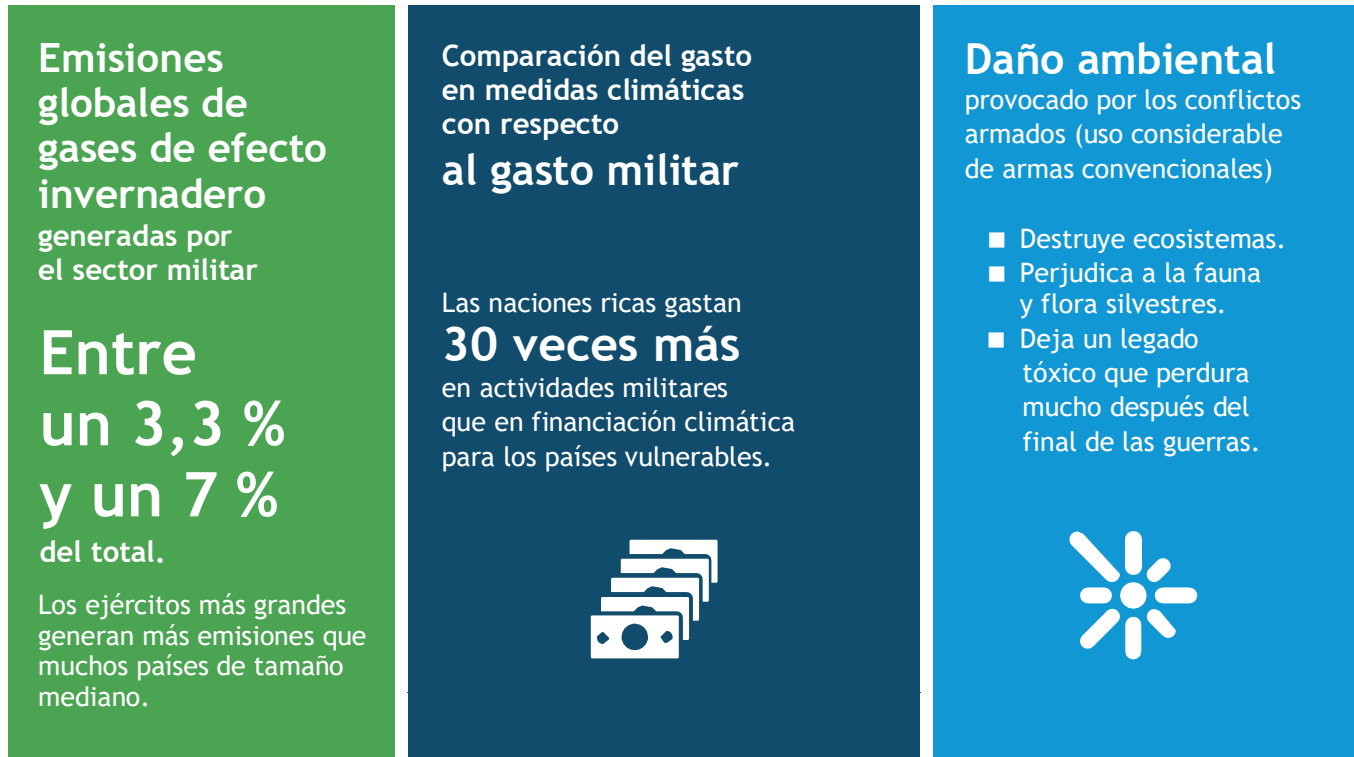 Emisiones
globales de
gases de efecto
invernadero
generadas por
el sector militar
Entre
un 3,3 %
y un 7 %
del total.
Los ejércitos más grandes
generan más emisiones que
muchos países de tamaño
mediano.
Comparación del gasto
en medidas climáticas
con respecto
al gasto militar
Las naciones ricas gastan
30 veces más
en actividades militares
que en financiación climática
para los países vulnerables.
Daño ambiental
provocado por los conflictos
armados (uso considerable
de armas convencionales)
■ Destruye ecosistemas.
■ Perjudica a la fauna
y flora silvestres.
■ Deja un legado
tóxico que perdura
mucho después del
final de las guerras.